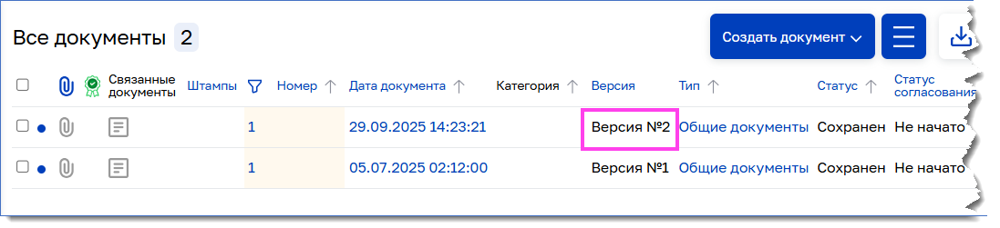 Все документы 2
Создать документ
Связанные документы Штампы Номер Дата документа Категория Версия Тип Статус Статус согласования
1 29.09.2025 14:23:21 Версия №2 Общие документы Сохранен Не начато
1 05.07.2025 02:12:00 Версия №1 Общие документы Сохранен Не начато